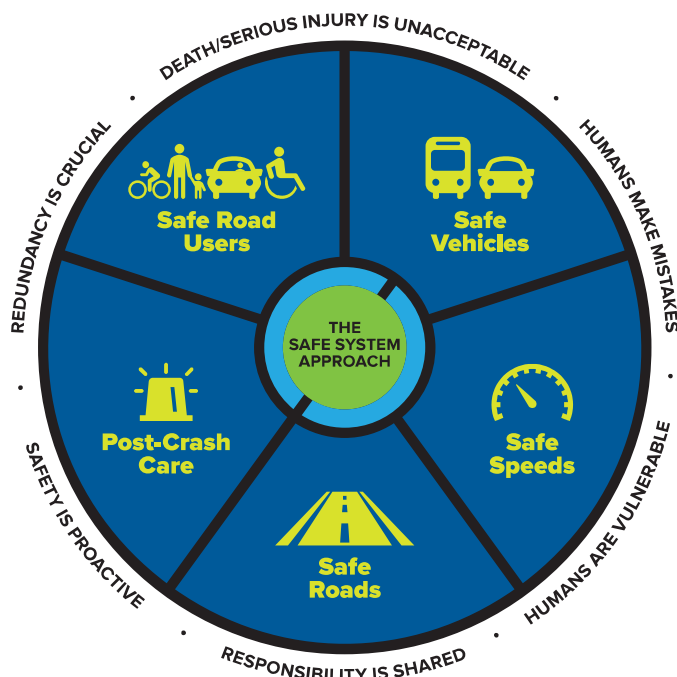 DEATH/SERIOUS INJURY IS UNACCEPTABLE
HUMANS MAKE MISTAKES
HUMANS ARE VULNERABLE
RESPONSIBILITY IS SHARED
SAFETY IS PROACTIVE
REDUNDANCY IS CRUCIAL
Safe Road
Users
Safe
Vehicles
Safe
Speeds
Safe
Roads
Post-Crash
Care
THE
SAFE SYSTEM
APPROACH